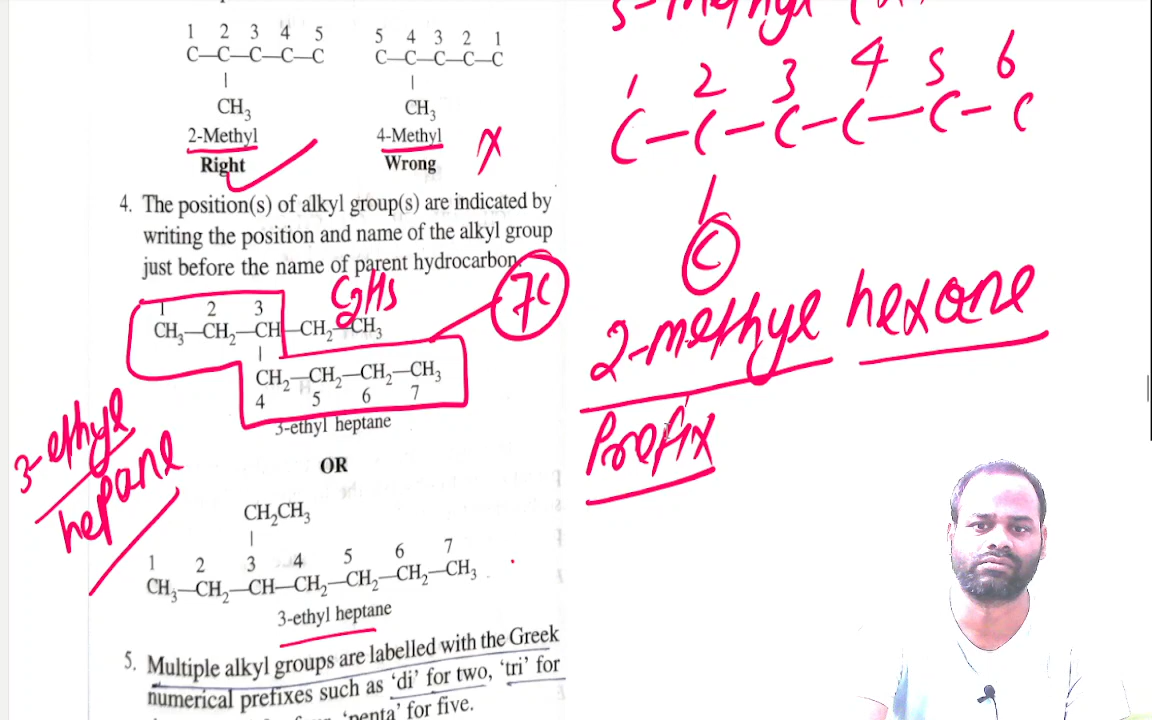 1 2 3 4 5
C—C—C—C—C
|
CH₃
2-Methyl
Right
5 4 3 2 1
C—C—C—C—C
|
CH₃
4-Methyl
Wrong
X
4. The position(s) of alkyl group(s) are indicated by
writing the position and name of the alkyl group
just before the name of parent hydrocarbon
C2H5
7C
1 2 3
CH₃—CH₂—CH—CH₂—CH₃
|
CH₂—CH₂—CH₂—CH₃
4 5 6 7
3-ethyl heptane
3-ethyl
hepane
OR
CH₂CH₃
|
1 2 3 4 5 6 7
CH₃—CH₂—CH—CH₂—CH₂—CH₂—CH₃
3-ethyl heptane
5. Multiple alkyl groups are labelled with the Greek
numerical prefixes such as ‘di’ for two, ‘tri’ for
‘penta’ for five.
1 2 3 4 5 6
C-C-C-C-C-C
|
C
2-methyl hexane
Prefix